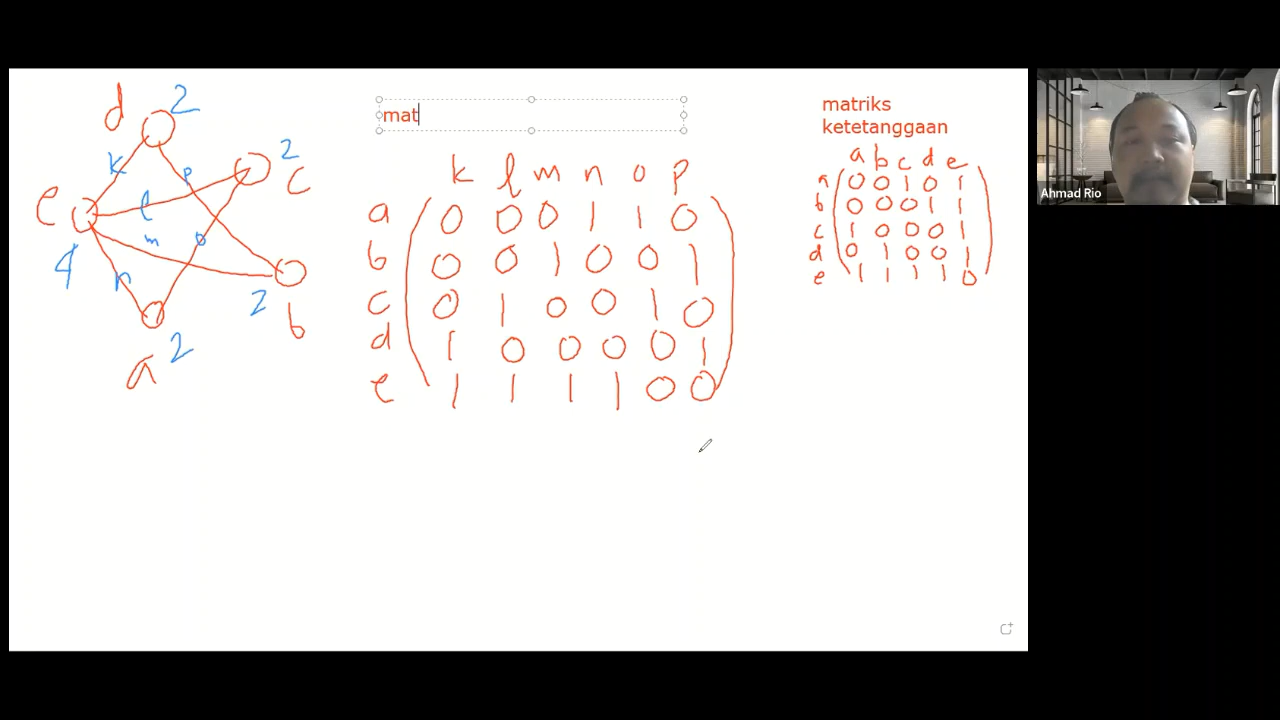 d 2
2
k p c
e l
m o
4 n 2
b
a 2
mat
k l m n o p
a 0 0 0 1 1 0
b 0 0 1 0 0 1
c 0 1 0 0 1 0
d 1 0 0 0 0 1
e 1 1 1 1 0 0
matriks
ketetanggaan
a b c d e
a 0 0 1 0 1
b 0 0 0 1 1
c 1 0 0 0 1
d 0 1 0 0 1
e 1 1 1 1 0
Ahmad Rio